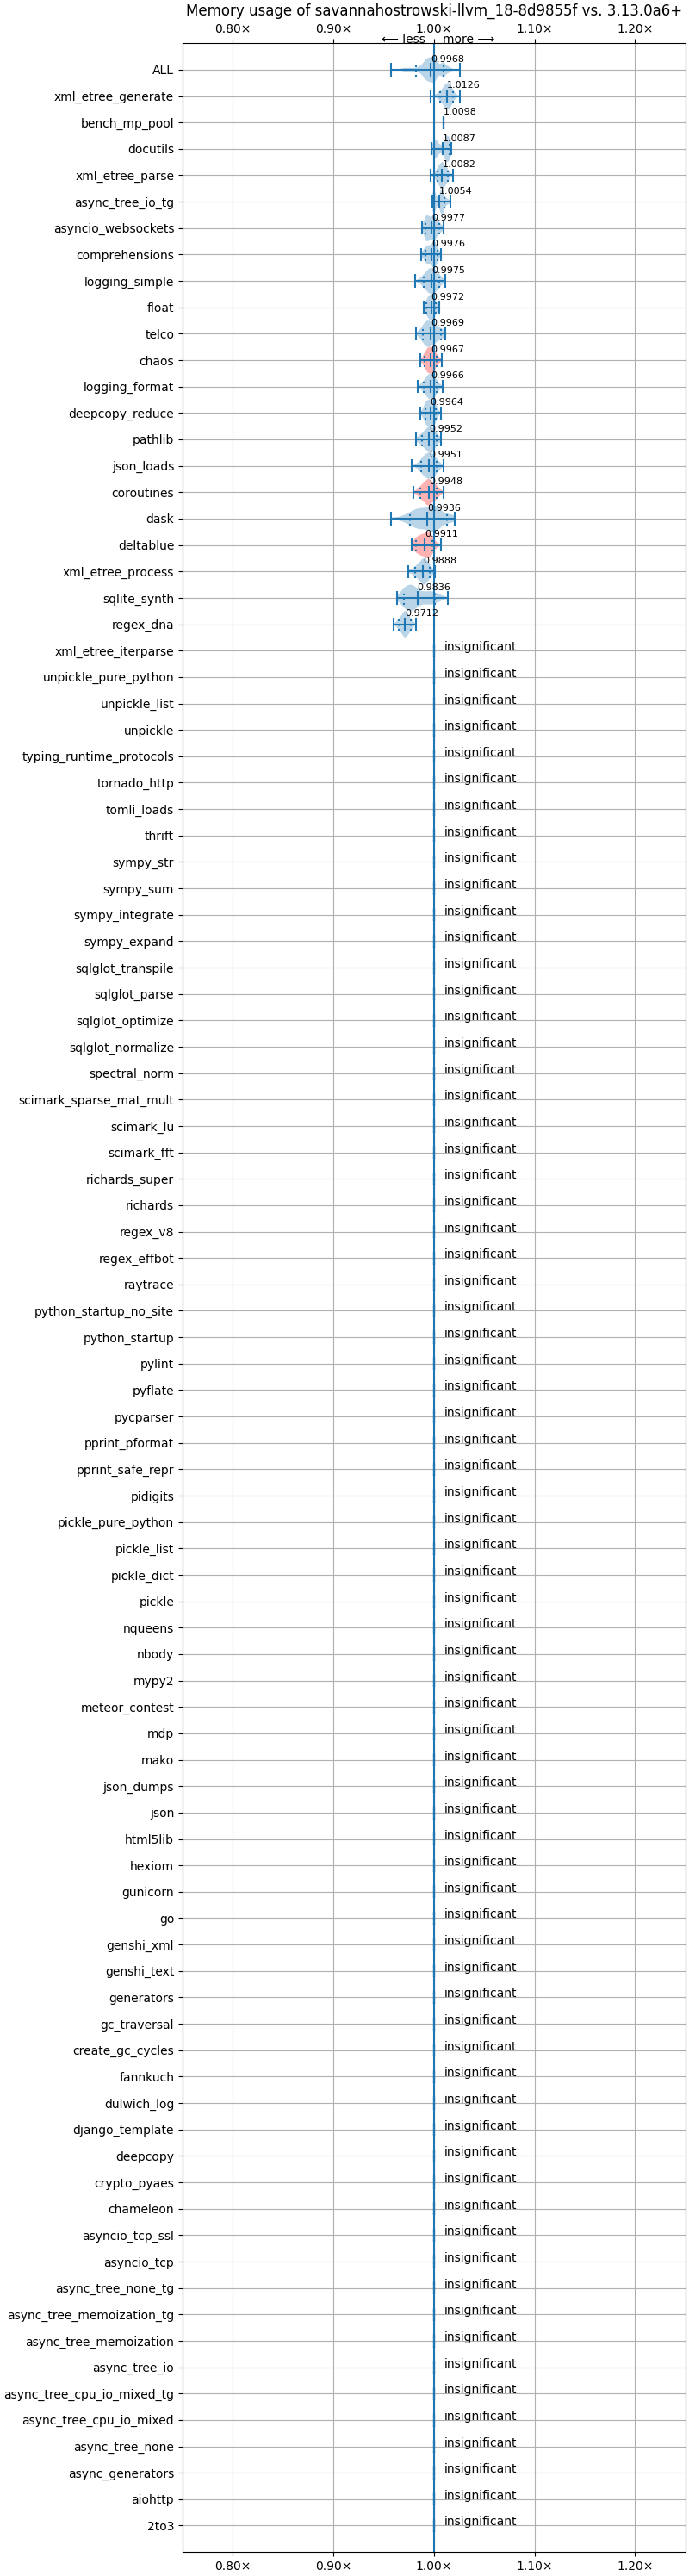 Memory usage of savannahostrowski-llvm_18-8d9855f vs. 3.13.0a6+
0.80× 0.90× 1.00× 1.10× 1.20×
⟵ less more ⟶
ALL 0.9968
xml_etree_generate 1.0126
bench_mp_pool 1.0098
docutils 1.0087
xml_etree_parse 1.0082
async_tree_io_tg 1.0054
asyncio_websockets 0.9977
comprehensions 0.9976
logging_simple 0.9975
float 0.9972
telco 0.9969
chaos 0.9967
logging_format 0.9966
deepcopy_reduce 0.9964
pathlib 0.9952
json_loads 0.9951
coroutines 0.9948
dask 0.9936
deltablue 0.9911
xml_etree_process 0.9888
sqlite_synth 0.9836
regex_dna 0.9712
xml_etree_iterparse insignificant
unpickle_pure_python insignificant
unpickle_list insignificant
unpickle insignificant
typing_runtime_protocols insignificant
tornado_http insignificant
tomli_loads insignificant
thrift insignificant
sympy_str insignificant
sympy_sum insignificant
sympy_integrate insignificant
sympy_expand insignificant
sqlglot_transpile insignificant
sqlglot_parse insignificant
sqlglot_optimize insignificant
sqlglot_normalize insignificant
spectral_norm insignificant
scimark_sparse_mat_mult insignificant
scimark_lu insignificant
scimark_fft insignificant
richards_super insignificant
richards insignificant
regex_v8 insignificant
regex_effbot insignificant
raytrace insignificant
python_startup_no_site insignificant
python_startup insignificant
pylint insignificant
pyflate insignificant
pycparser insignificant
pprint_pformat insignificant
pprint_safe_repr insignificant
pidigits insignificant
pickle_pure_python insignificant
pickle_list insignificant
pickle_dict insignificant
pickle insignificant
nqueens insignificant
nbody insignificant
mypy2 insignificant
meteor_contest insignificant
mdp insignificant
mako insignificant
json_dumps insignificant
json insignificant
html5lib insignificant
hexiom insignificant
gunicorn insignificant
go insignificant
genshi_xml insignificant
genshi_text insignificant
generators insignificant
gc_traversal insignificant
create_gc_cycles insignificant
fannkuch insignificant
dulwich_log insignificant
django_template insignificant
deepcopy insignificant
crypto_pyaes insignificant
chameleon insignificant
asyncio_tcp_ssl insignificant
asyncio_tcp insignificant
async_tree_none_tg insignificant
async_tree_memoization_tg insignificant
async_tree_memoization insignificant
async_tree_io insignificant
async_tree_cpu_io_mixed_tg insignificant
async_tree_cpu_io_mixed insignificant
async_tree_none insignificant
async_generators insignificant
aiohttp insignificant
2to3 insignificant
0.80× 0.90× 1.00× 1.10× 1.20×